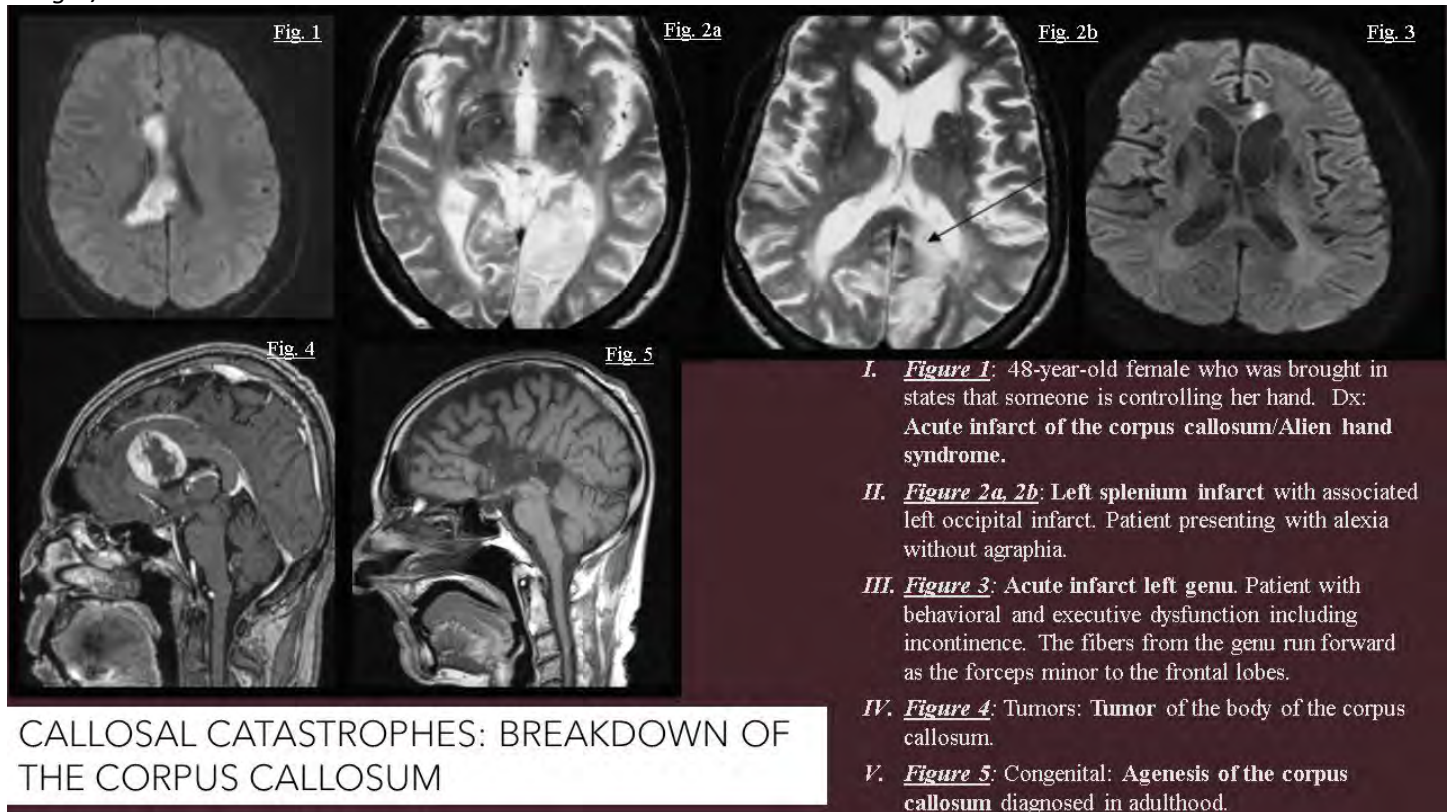 Fig. 1
Fig. 2a
Fig. 2b
Fig. 3
Fig. 4
Fig. 5
I. Figure 1: 48-year-old female who was brought in
states that someone is controlling her hand. Dx:
Acute infarct of the corpus callosum/Alien hand
syndrome.
II. Figure 2a, 2b: Left splenium infarct with associated
left occipital infarct. Patient presenting with alexia
without agraphia.
III. Figure 3: Acute infarct left genu. Patient with
behavioral and executive dysfunction including
incontinence. The fibers from the genu run forward
as the forceps minor to the frontal lobes.
IV. Figure 4: Tumors: Tumor of the body of the corpus
callosum.
V. Figure 5: Congenital: Agenesis of the corpus
callosum diagnosed in adulthood.
CALLOSAL CATASTROPHES: BREAKDOWN OF
THE CORPUS CALLOSUM